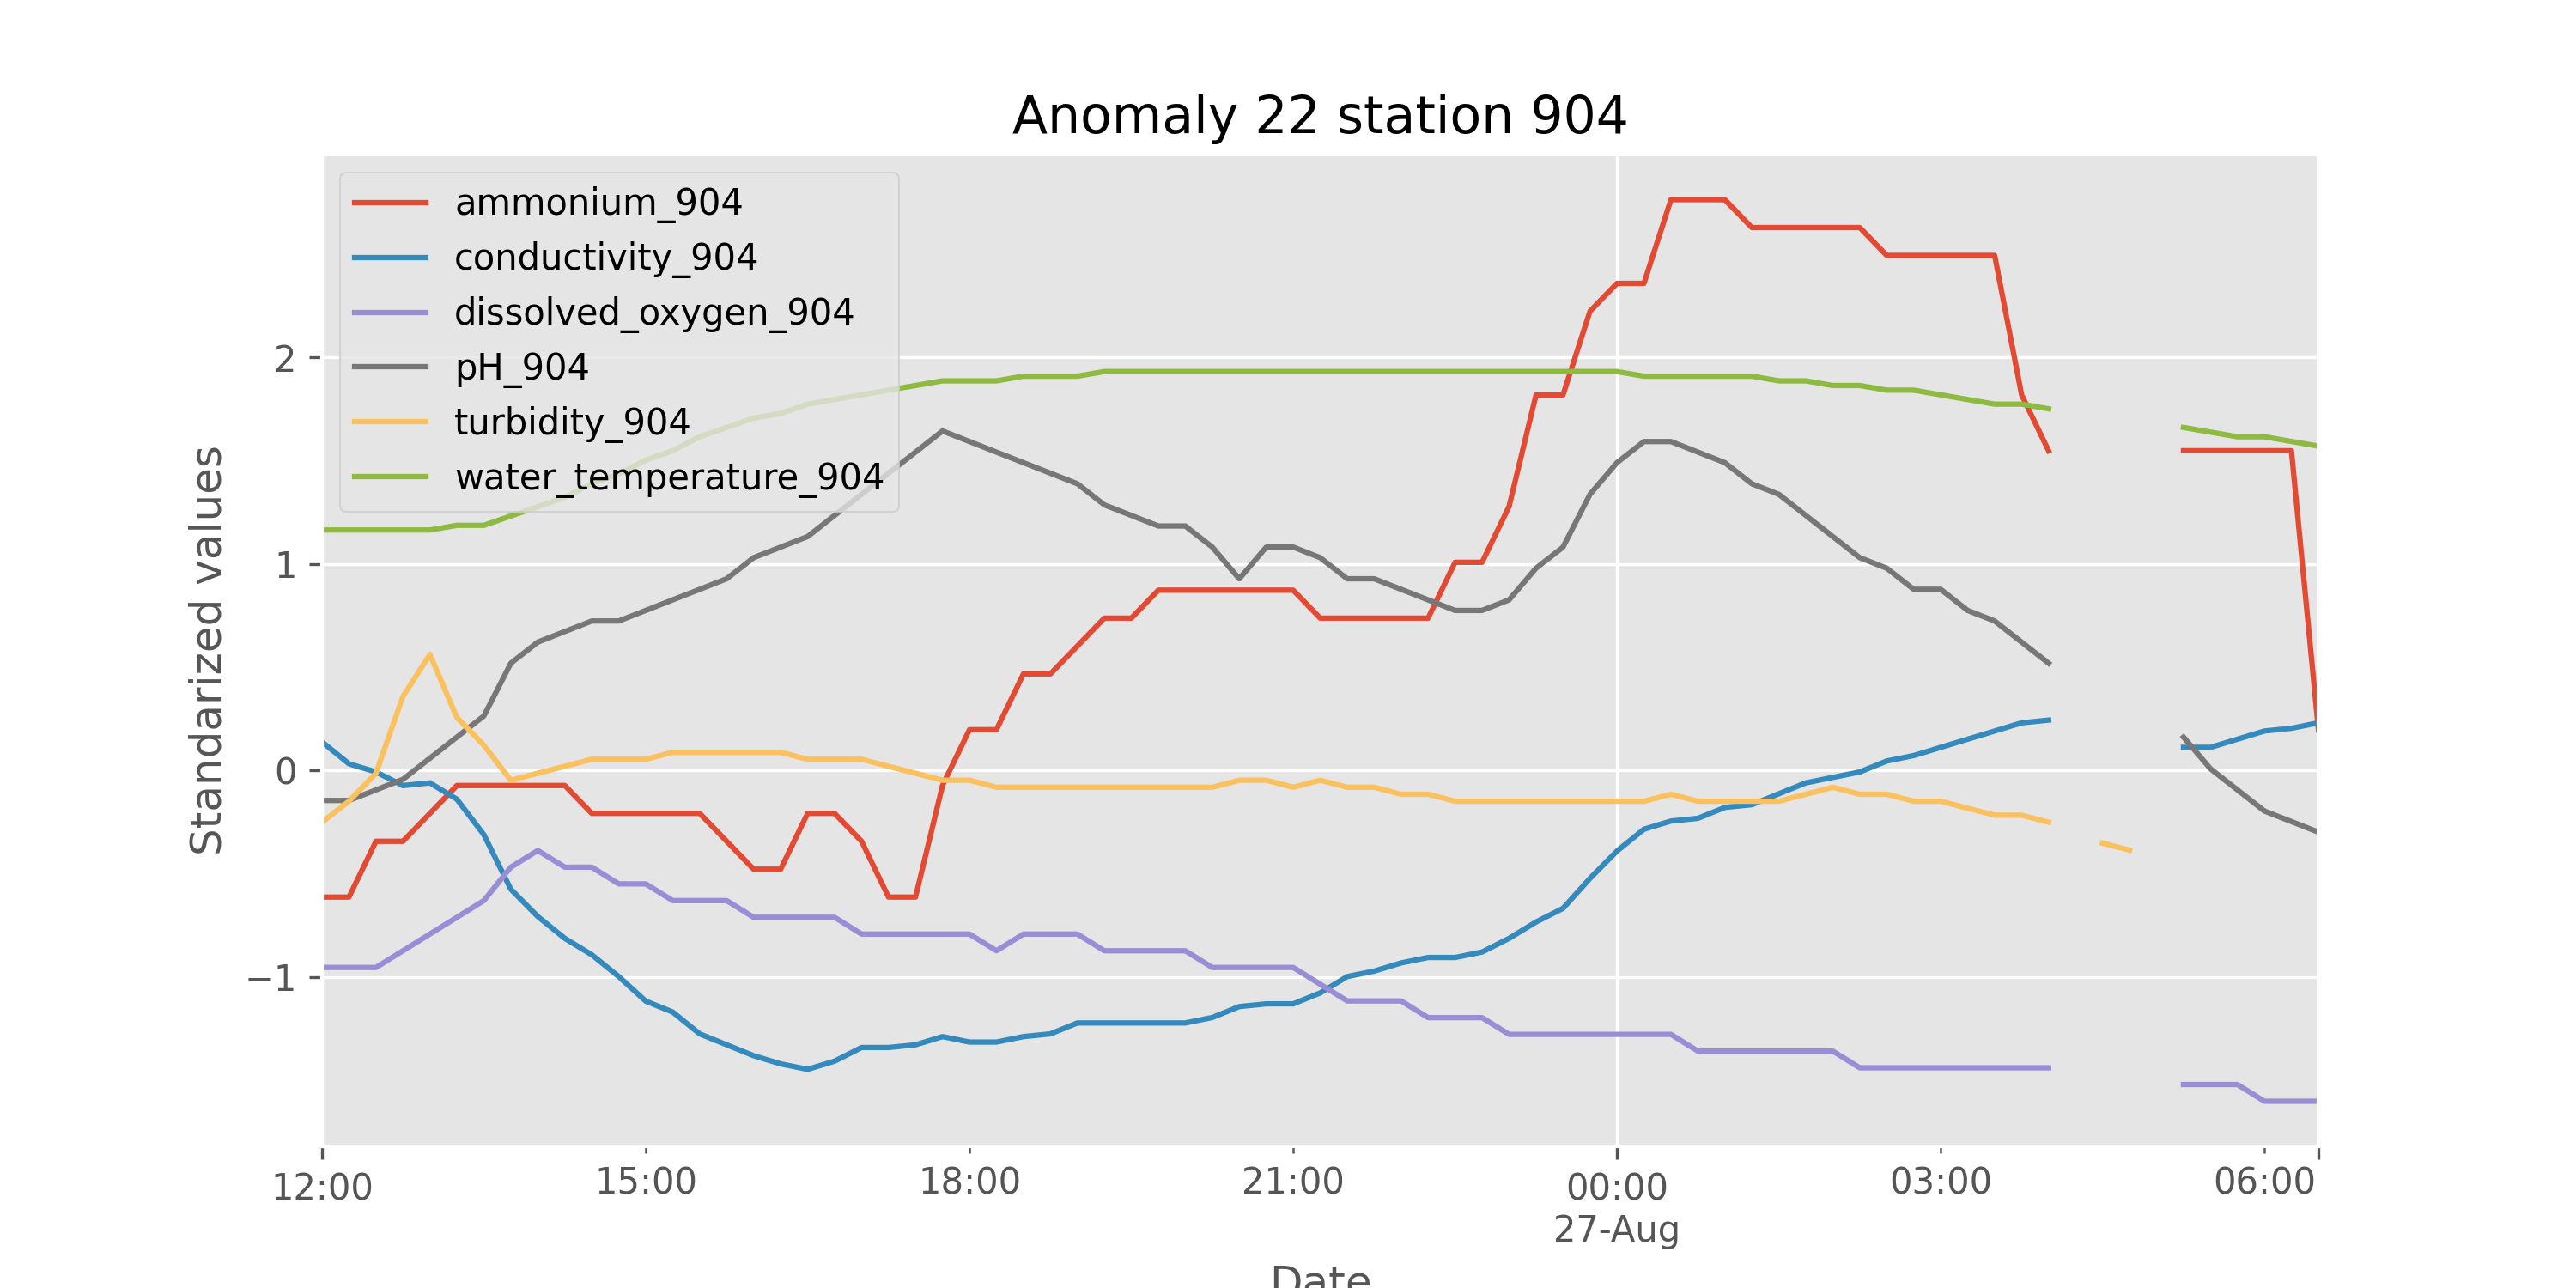 Anomaly 22 station 904
ammonium_904
conductivity_904
dissolved_oxygen_904
pH_904
turbidity_904
water_temperature_904
Standarized values
2
1
0
−1
12:00 15:00 18:00 21:00 00:00 03:00 06:00
27-Aug
Date